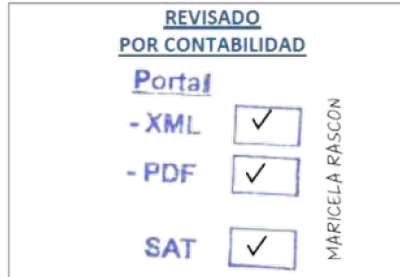 REVISADO
POR CONTABILIDAD
Portal
- XML ✓
- PDF ✓
SAT ✓
MARICELA RASCON